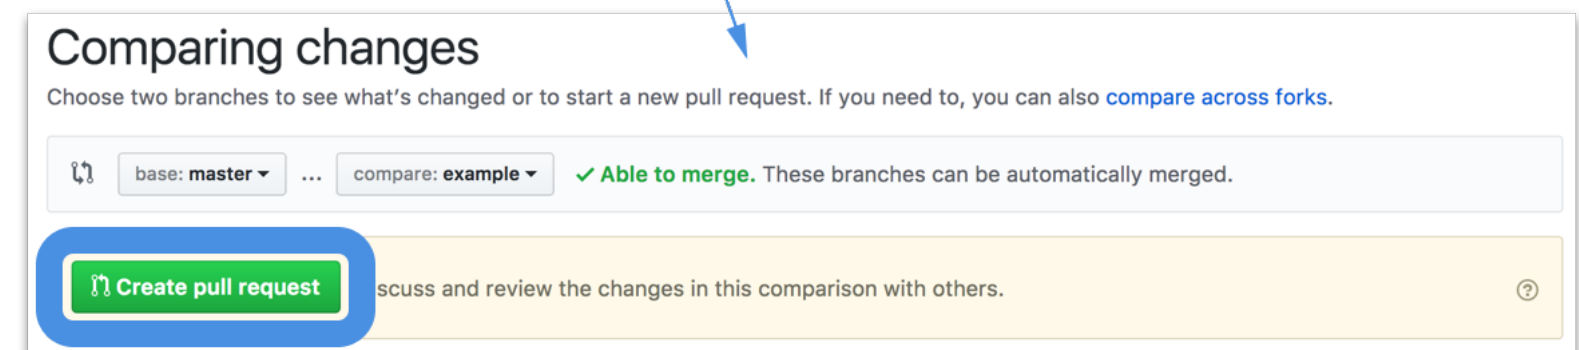 Comparing changes
Choose two branches to see what's changed or to start a new pull request. If you need to, you can also compare across forks.
base: master ... compare: example ✓ Able to merge. These branches can be automatically merged.
Create pull request scuss and review the changes in this comparison with others. ?